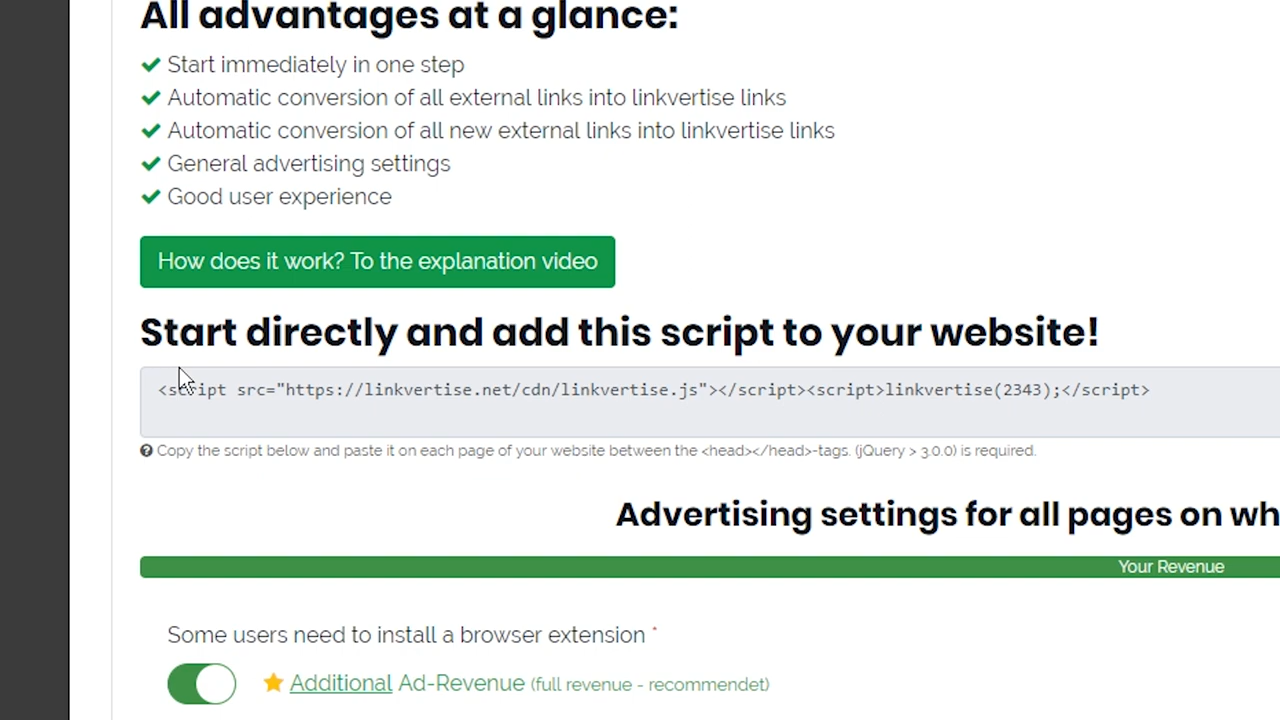 All advantages at a glance:
Start immediately in one step
Automatic conversion of all external links into linkvertise links
Automatic conversion of all new external links into linkvertise links
General advertising settings
Good user experience
How does it work? To the explanation video
Start directly and add this script to your website!
<script src="https://linkvertise.net/cdn/linkvertise.js"></script><script>linkvertise(2343);</script>
Copy the script below and paste it on each page of your website between the <head></head>-tags. (jQuery > 3.0.0) is required.
Advertising settings for all pages on wh
Your Revenue
Some users need to install a browser extension *
Additional Ad-Revenue (full revenue - recommendet)